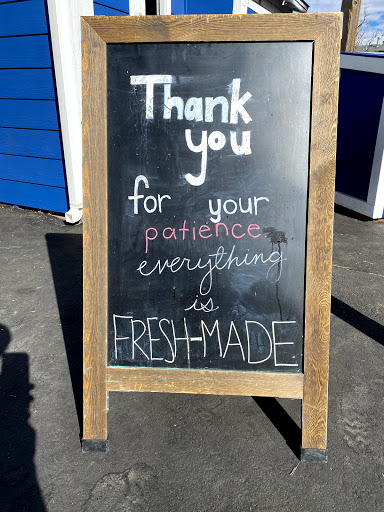 Thank
you
for your
patience.
everything
is
FRESH-MADE